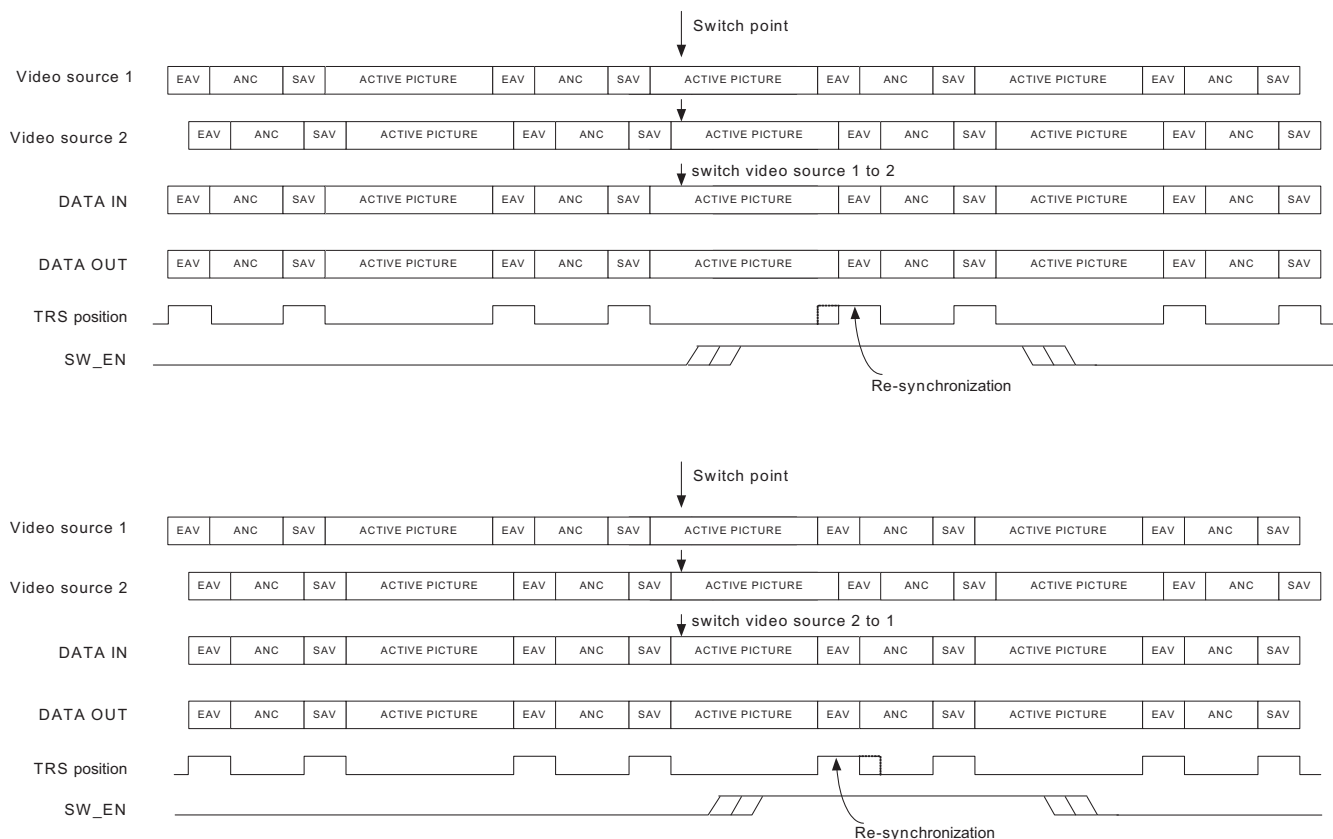 Switch point
Video source 1 EAV ANC SAV ACTIVE PICTURE EAV ANC SAV ACTIVE PICTURE EAV ANC SAV ACTIVE PICTURE EAV ANC SAV
Video source 2 EAV ANC SAV ACTIVE PICTURE EAV ANC SAV ACTIVE PICTURE EAV ANC SAV ACTIVE PICTURE EAV ANC SAV
switch video source 1 to 2
DATA IN EAV ANC SAV ACTIVE PICTURE EAV ANC SAV ACTIVE PICTURE EAV ANC SAV ACTIVE PICTURE EAV ANC SAV
DATA OUT EAV ANC SAV ACTIVE PICTURE EAV ANC SAV ACTIVE PICTURE EAV ANC SAV ACTIVE PICTURE EAV ANC SAV
TRS position
SW_EN
Re-synchronization
Switch point
Video source 1 EAV ANC SAV ACTIVE PICTURE EAV ANC SAV ACTIVE PICTURE EAV ANC SAV ACTIVE PICTURE EAV ANC SAV
Video source 2 EAV ANC SAV ACTIVE PICTURE EAV ANC SAV ACTIVE PICTURE EAV ANC SAV ACTIVE PICTURE EAV ANC SAV
switch video source 2 to 1
DATA IN EAV ANC SAV ACTIVE PICTURE EAV ANC SAV ACTIVE PICTURE EAV ANC SAV ACTIVE PICTURE EAV ANC SAV
DATA OUT EAV ANC SAV ACTIVE PICTURE EAV ANC SAV ACTIVE PICTURE EAV ANC SAV ACTIVE PICTURE EAV ANC SAV
TRS position
SW_EN
Re-synchronization